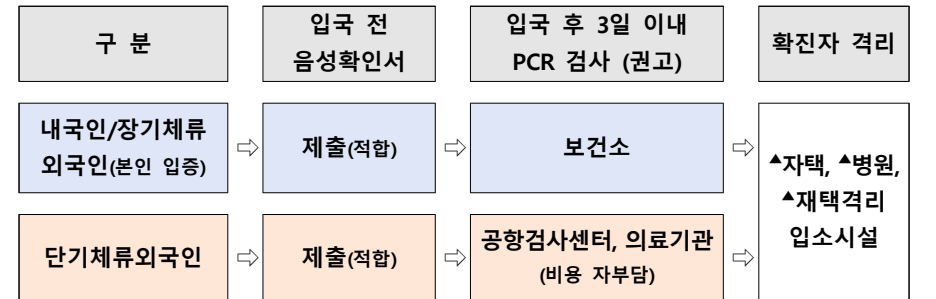 구 분
입국 전
음성확인서
입국 후 3일 이내
PCR 검사 (권고)
확진자 격리
내국인/장기체류
외국인(본인 입증)
⇨
제출(적합)
⇨
보건소
⇨
▲자택, ▲병원,
▲재택격리
입소시설
단기체류외국인
⇨
제출(적합)
⇨
공항검사센터, 의료기관
(비용 자부담)
⇨